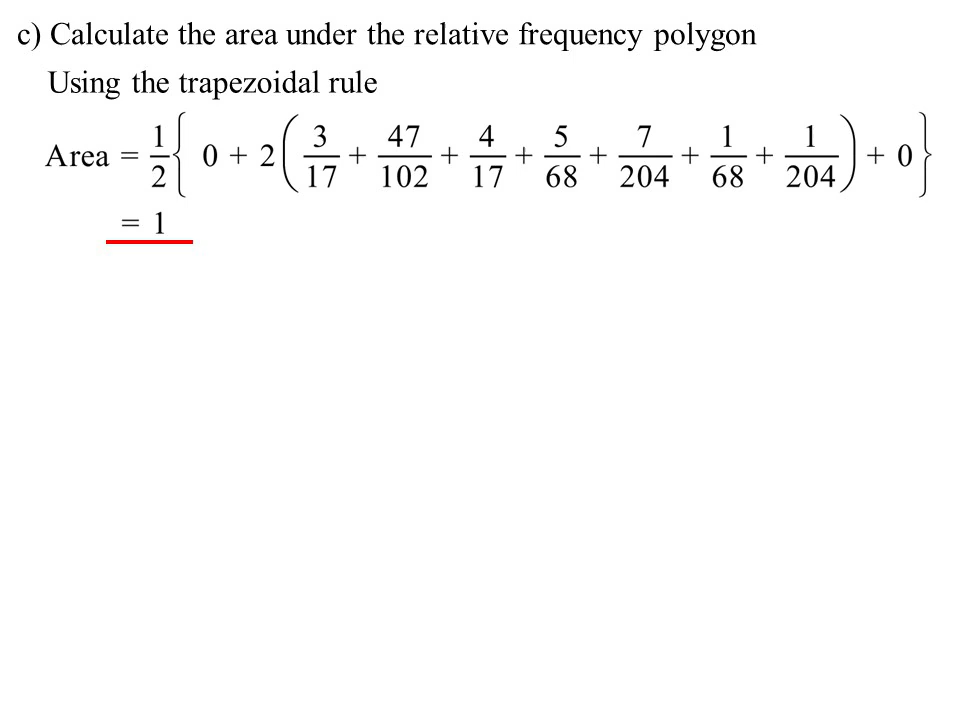 c) Calculate the area under the relative frequency polygon
Using the trapezoidal rule
Area = 1/2 { 0 + 2 ( 3/17 + 47/102 + 4/17 + 5/68 + 7/204 + 1/68 + 1/204 ) + 0 }
= 1